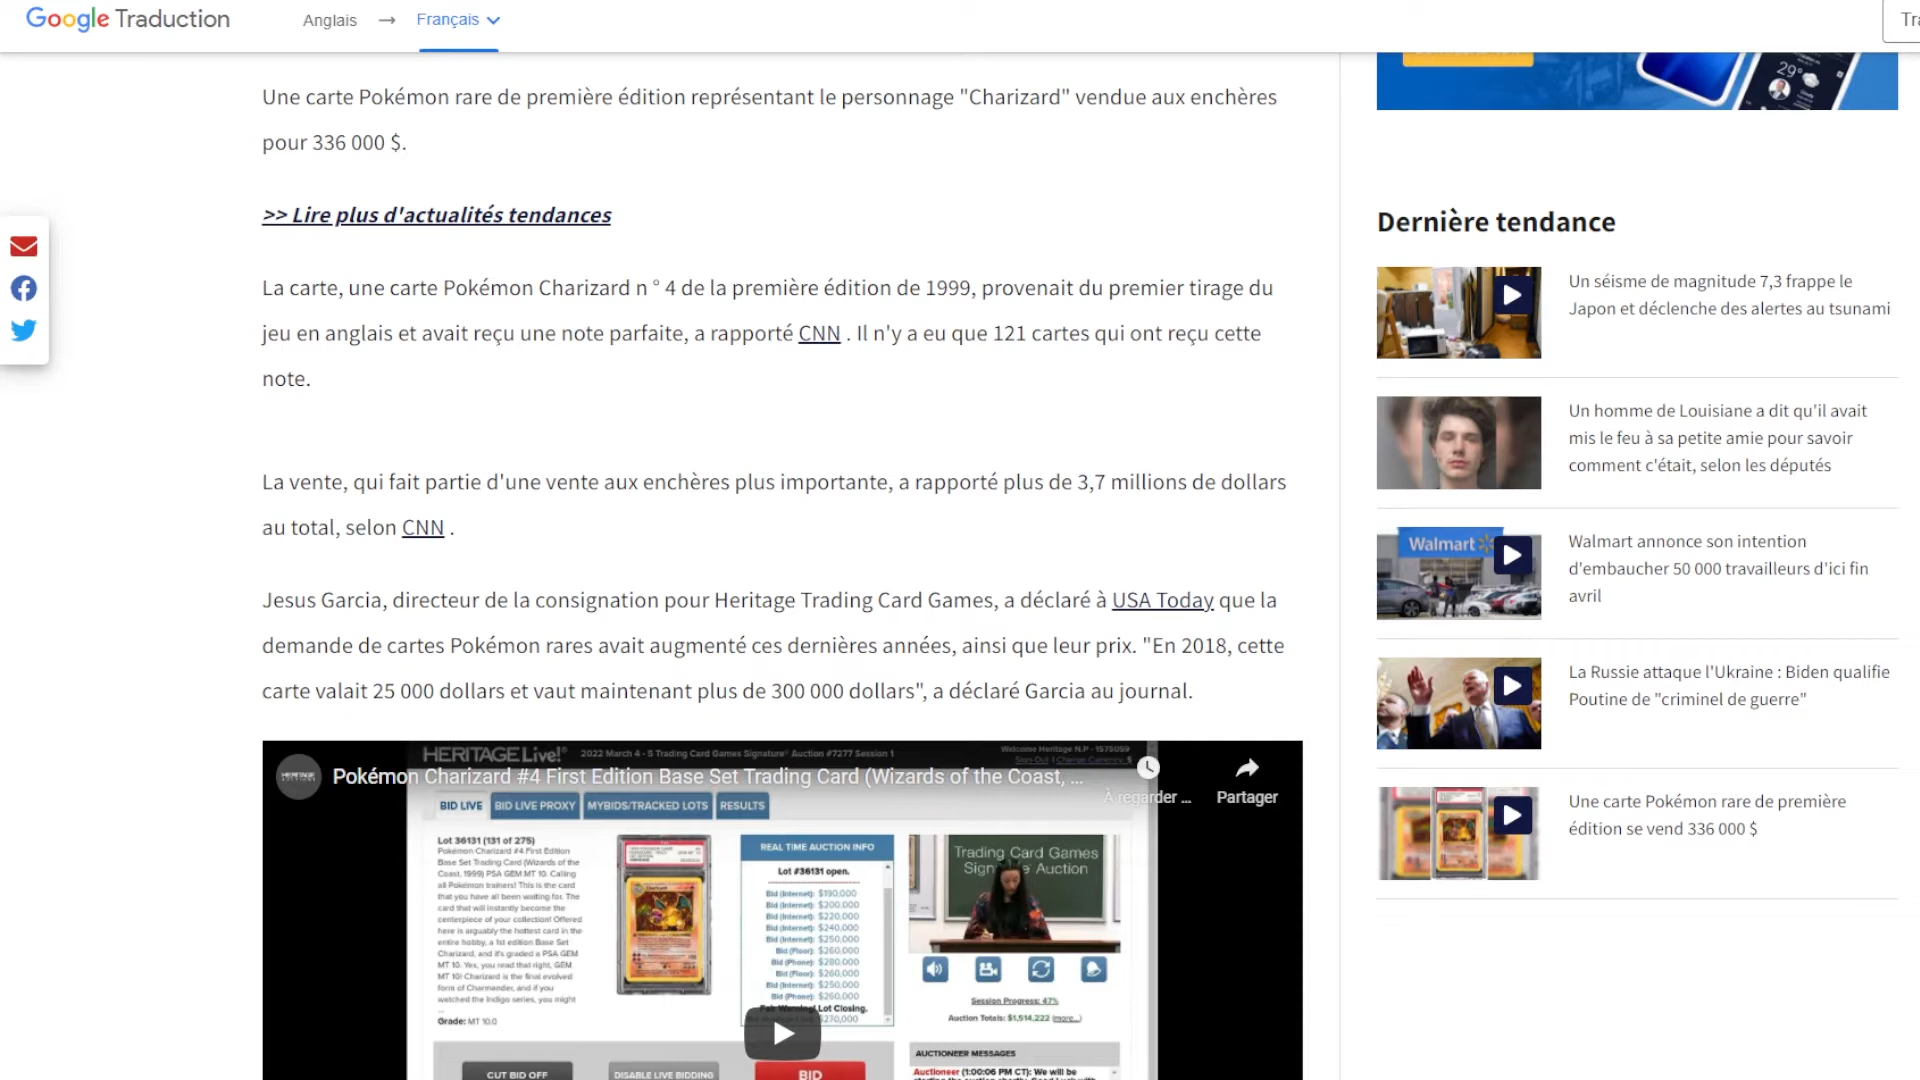 Google Traduction
Anglais → Français
Tra
29°
Une carte Pokémon rare de première édition représentant le personnage "Charizard" vendue aux enchères
pour 336 000 $.
>> Lire plus d'actualités tendances
La carte, une carte Pokémon Charizard n ° 4 de la première édition de 1999, provenait du premier tirage du
jeu en anglais et avait reçu une note parfaite, a rapporté CNN . Il n'y a eu que 121 cartes qui ont reçu cette
note.
La vente, qui fait partie d'une vente aux enchères plus importante, a rapporté plus de 3,7 millions de dollars
au total, selon CNN .
Jesus Garcia, directeur de la consignation pour Heritage Trading Card Games, a déclaré à USA Today que la
demande de cartes Pokémon rares avait augmenté ces dernières années, ainsi que leur prix. "En 2018, cette
carte valait 25 000 dollars et vaut maintenant plus de 300 000 dollars", a déclaré Garcia au journal.
HERITAGE Live! 2022 March 4 - 5 Trading Card Games Signature® Auction #7277 Session 1
Welcome Heritage N.P - 1575059
Sign-Out | Change Currency $
HERITAGE
Pokémon Charizard #4 First Edition Base Set Trading Card (Wizards of the Coast, ...
À regarder ...
Partager
BID LIVE BID LIVE PROXY MYBIDS/TRACKED LOTS RESULTS
Lot 36131 (131 of 275)
Pokémon Charizard #4 First Edition
Base Set Trading Card (Wizards of the
Coast, 1999) PSA GEM MT 10. Calling
all Pokémon trainers! This is the card
that you have all been waiting for. The
card that will instantly become the
centerpiece of your collection! Offered
here is arguably the hottest card in the
entire hobby, a 1st edition Base Set
Charizard, and it's graded a PSA GEM
MT 10. Yes, you read that right, GEM
MT 10! Charizard is the final evolved
form of Charmander, and if you
watched the Indigo series, you might
...
Grade: MT 10.0
REAL TIME AUCTION INFO
Lot #36131 open.
Bid (Internet): $190,000
Bid (Internet): $200,000
Bid (Internet): $220,000
Bid (Internet): $240,000
Bid (Internet): $250,000
Bid (Floor): $260,000
Bid (Phone): $280,000
Bid (Floor): $260,000
Bid (Internet): $250,000
Bid (Phone): $260,000
Fair Warning! Lot Closing.
$270,000
Trading Card Games
Auction
Session Progress: 47%
Auction Totals: $1,514,222 (more...)
CUT BID OFF DISABLE LIVE BIDDING BID
AUCTIONEER MESSAGES
Auctioneer (1:00:06 PM CT): We will be
Dernière tendance
Un séisme de magnitude 7,3 frappe le
Japon et déclenche des alertes au tsunami
Un homme de Louisiane a dit qu'il avait
mis le feu à sa petite amie pour savoir
comment c'était, selon les députés
Walmart
Walmart annonce son intention
d'embaucher 50 000 travailleurs d'ici fin
avril
La Russie attaque l'Ukraine : Biden qualifie
Poutine de "criminel de guerre"
Une carte Pokémon rare de première
édition se vend 336 000 $